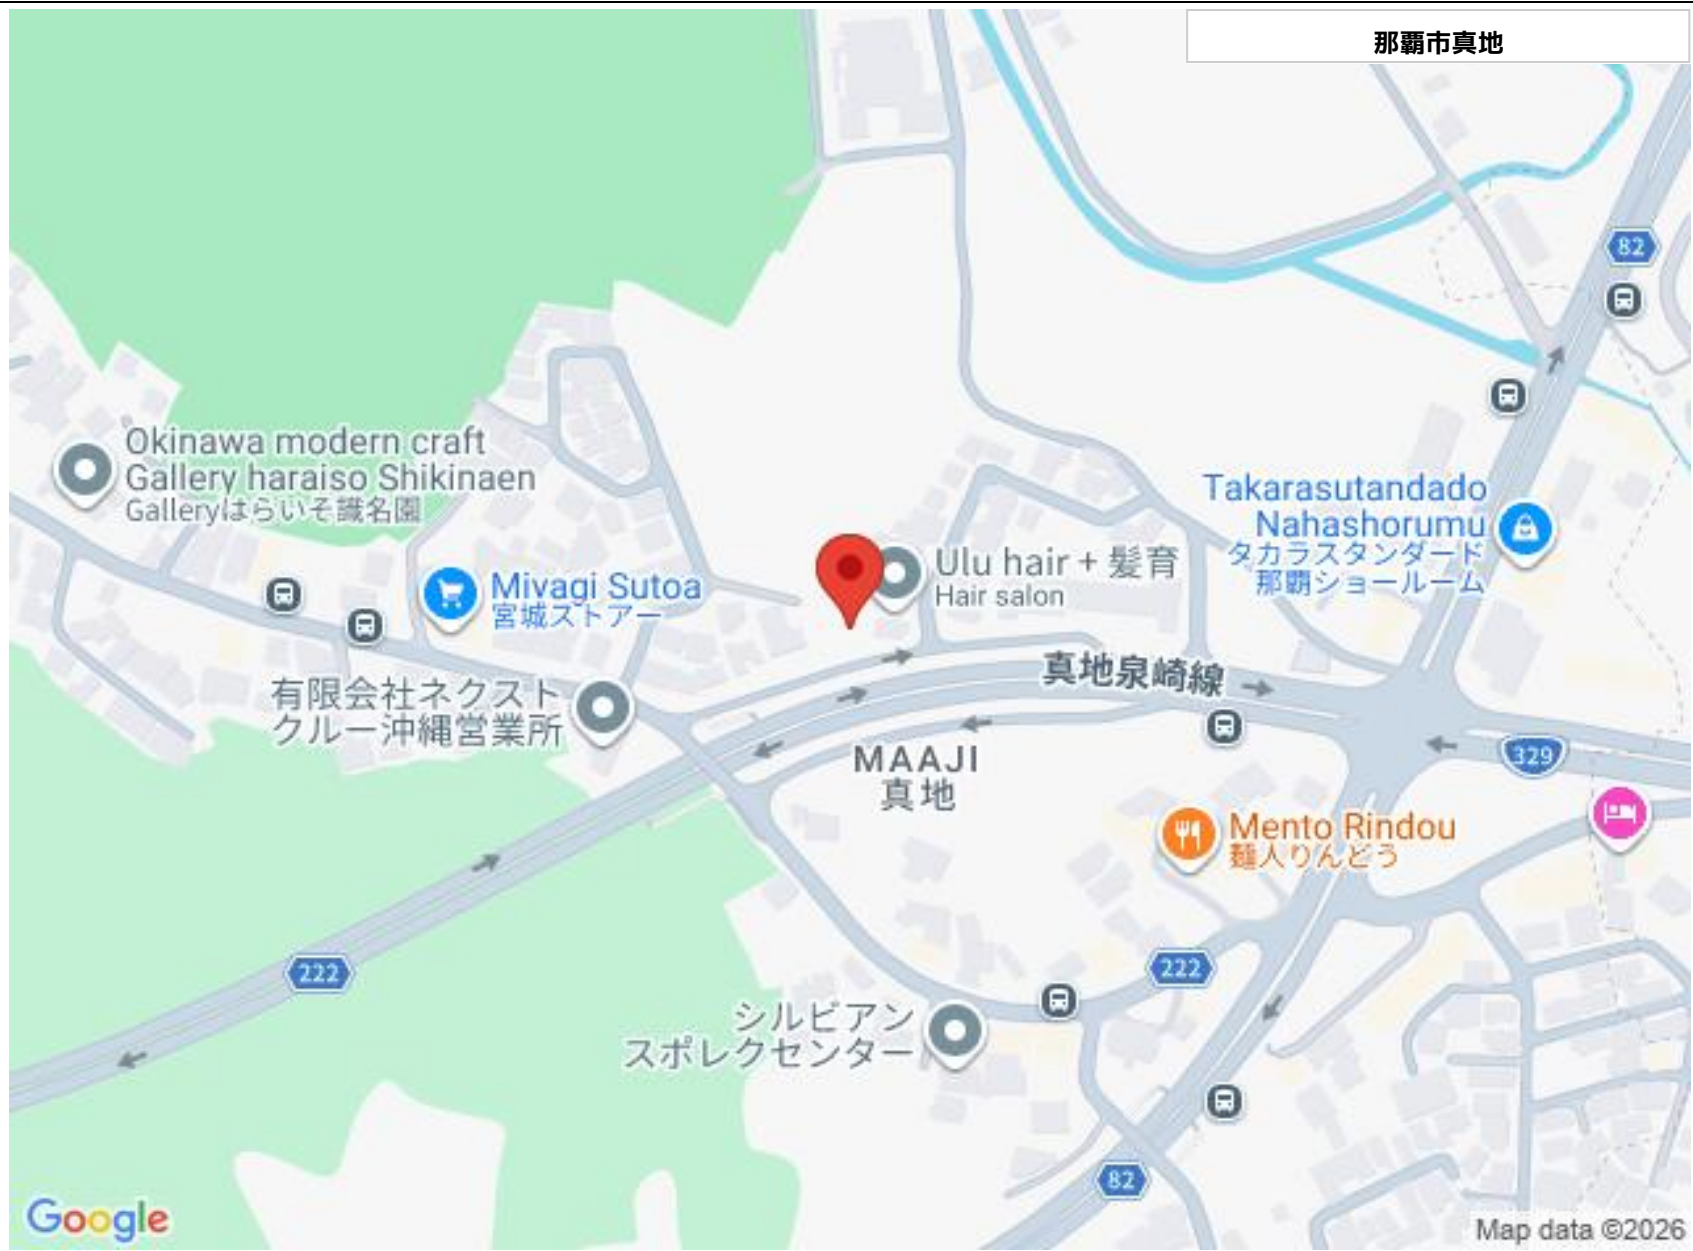 那覇市真地
82
Okinawa modern craft
Gallery haraiso Shikinaen
Galleryはらいそ識名園
Takarasutandado
Nahashorumu
タカラスタンダード
那覇ショールーム
Mivagi Sutoa
宮城ストアー
Ulu hair + 髪育
Hair salon
真地泉崎線
有限会社ネクスト
クルー沖縄営業所
MAAJI
真地
329
Mento Rindou
麺人りんどう
222
222
シルビアン
スポレクセンター
82
Google
Map data ©2026